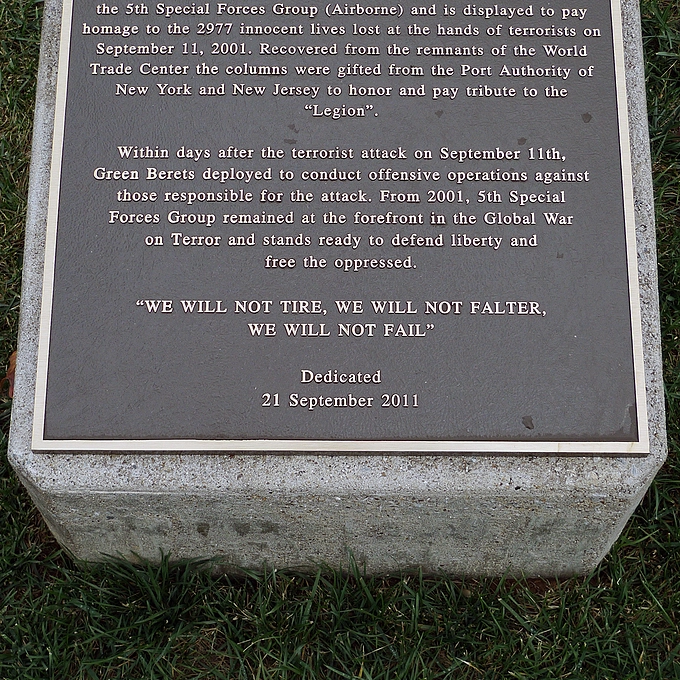 the 5th Special Forces Group (Airborne) and is displayed to pay
homage to the 2977 innocent lives lost at the hands of terrorists on
September 11, 2001. Recovered from the remnants of the World
Trade Center the columns were gifted from the Port Authority of
New York and New Jersey to honor and pay tribute to the
“Legion”.
Within days after the terrorist attack on September 11th,
Green Berets deployed to conduct offensive operations against
those responsible for the attack. From 2001, 5th Special
Forces Group remained at the forefront in the Global War
on Terror and stands ready to defend liberty and
free the oppressed.
“WE WILL NOT TIRE, WE WILL NOT FALTER,
WE WILL NOT FAIL”
Dedicated
21 September 2011